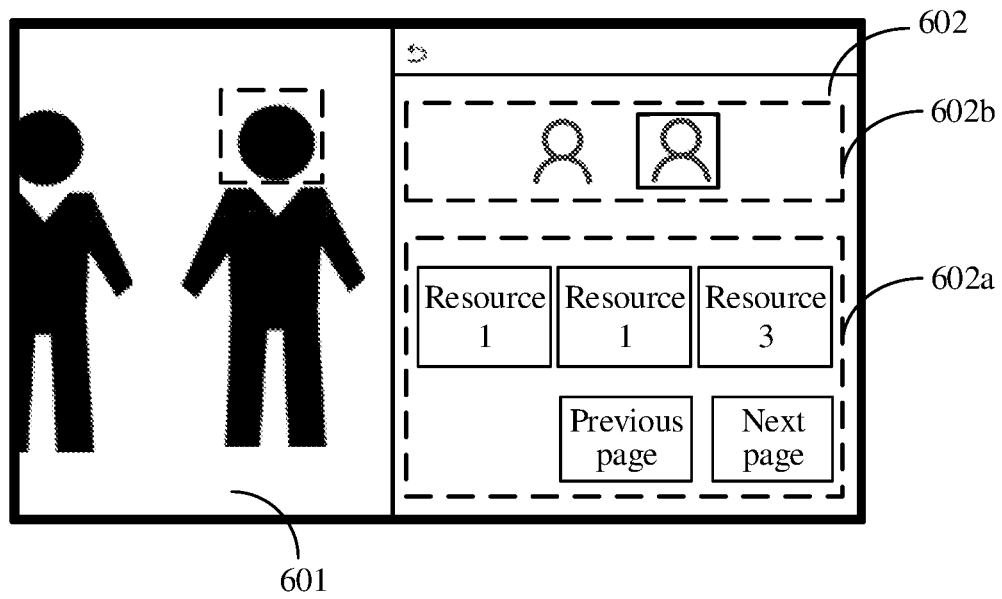 602
602b
602a
Resource
1
Resource
1
Resource
3
Previous
page
Next
page
601